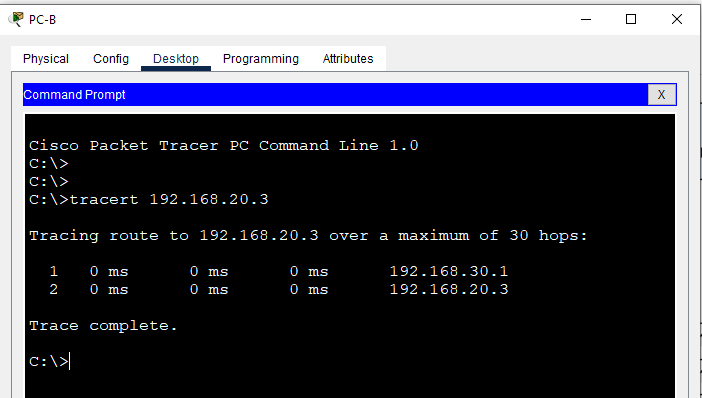 PC-B
Physical Config Desktop Programming Attributes
Command Prompt X
Cisco Packet Tracer PC Command Line 1.0
C:\>
C:\>
C:\>tracert 192.168.20.3
Tracing route to 192.168.20.3 over a maximum of 30 hops:
1 0 ms 0 ms 0 ms 192.168.30.1
2 0 ms 0 ms 0 ms 192.168.20.3
Trace complete.
C:\>